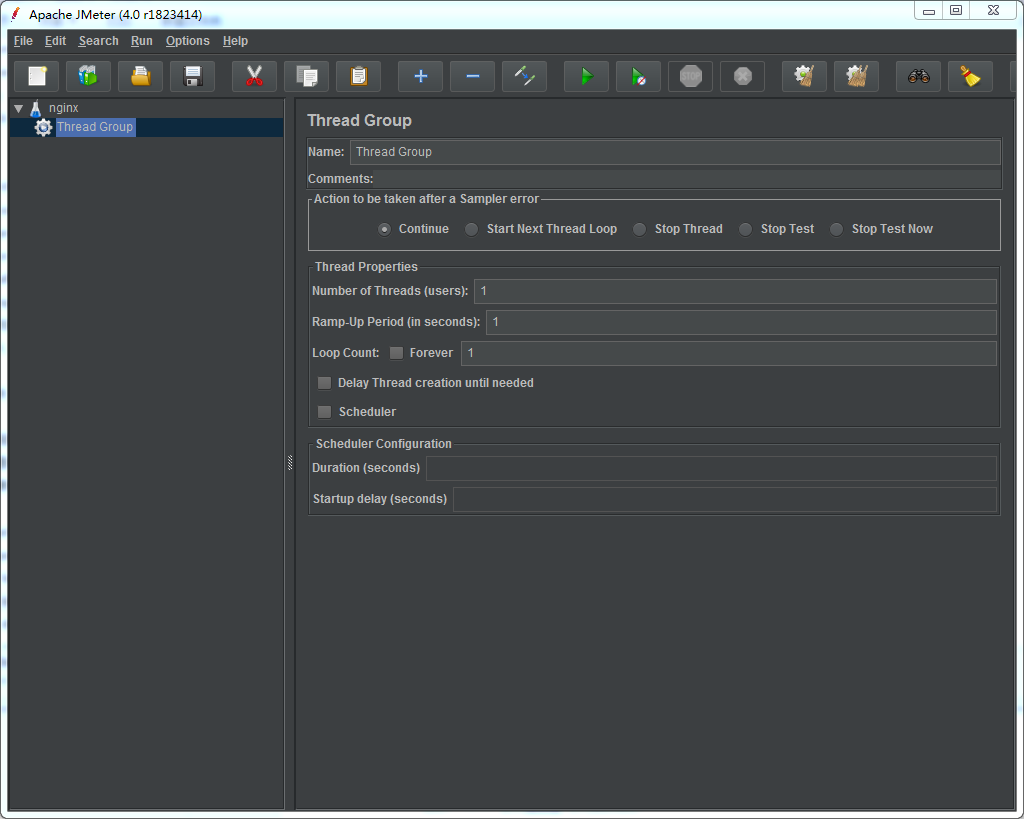 Apache JMeter (4.0 r1823414)
File Edit Search Run Options Help
STOP
nginx
Thread Group
Thread Group
Name: Thread Group
Comments:
Action to be taken after a Sampler error
Continue Start Next Thread Loop Stop Thread Stop Test Stop Test Now
Thread Properties
Number of Threads (users): 1
Ramp-Up Period (in seconds): 1
Loop Count: Forever 1
Delay Thread creation until needed
Scheduler
Scheduler Configuration
Duration (seconds)
Startup delay (seconds)